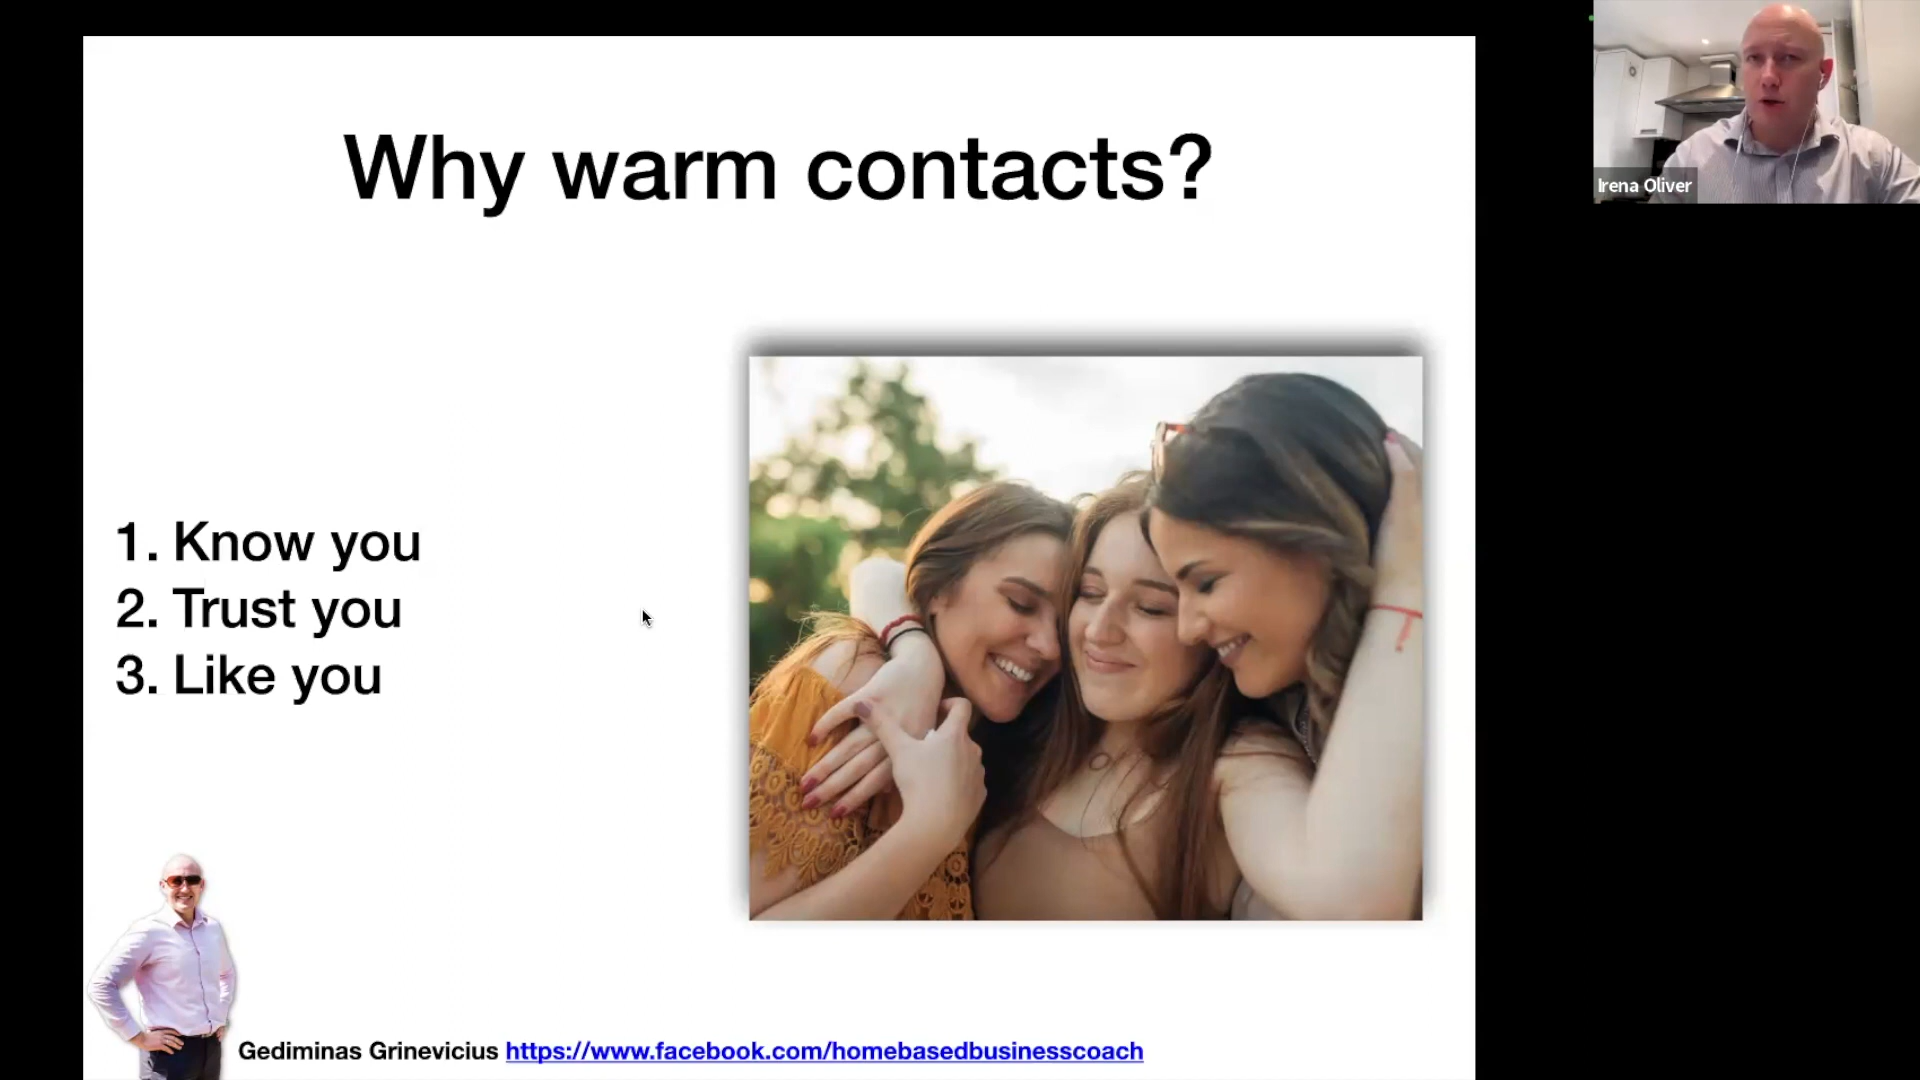 Why warm contacts?
Irena Oliver
1. Know you
2. Trust you
3. Like you
Gediminas Grinevicius https://www.facebook.com/homebasedbusinesscoach